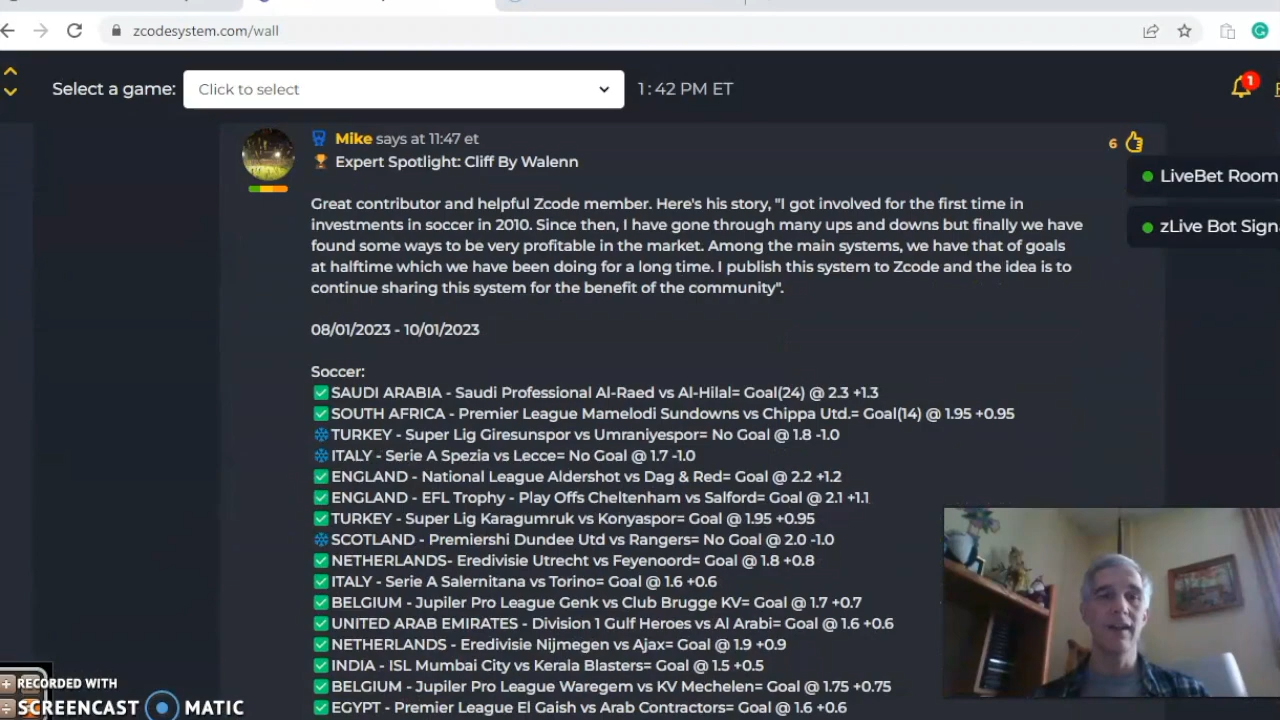 zcodesystem.com/wall
Select a game: Click to select 1:42 PM ET
1
Mike says at 11:47 et
6
Expert Spotlight: Cliff By Walenn
LiveBet Room
Great contributor and helpful Zcode member. Here's his story, "I got involved for the first time in
investments in soccer in 2010. Since then, I have gone through many ups and downs but finally we have
zLive Bot Sign
found some ways to be very profitable in the market. Among the main systems, we have that of goals
at halftime which we have been doing for a long time. I publish this system to Zcode and the idea is to
continue sharing this system for the benefit of the community".
08/01/2023 - 10/01/2023
Soccer:
SAUDI ARABIA - Saudi Professional Al-Raed vs Al-Hilal= Goal(24) @ 2.3 +1.3
SOUTH AFRICA - Premier League Mamelodi Sundowns vs Chippa Utd.= Goal(14) @ 1.95 +0.95
TURKEY - Super Lig Giresunspor vs Umraniyespor= No Goal @ 1.8 -1.0
ITALY - Serie A Spezia vs Lecce= No Goal @ 1.7 -1.0
ENGLAND - National League Aldershot vs Dag & Red= Goal @ 2.2 +1.2
ENGLAND - EFL Trophy - Play Offs Cheltenham vs Salford= Goal @ 2.1 +1.1
TURKEY - Super Lig Karagumruk vs Konyaspor= Goal @ 1.95 +0.95
SCOTLAND - Premiershi Dundee Utd vs Rangers= No Goal @ 2.0 -1.0
NETHERLANDS- Eredivisie Utrecht vs Feyenoord= Goal @ 1.8 +0.8
ITALY - Serie A Salernitana vs Torino= Goal @ 1.6 +0.6
BELGIUM - Jupiler Pro League Genk vs Club Brugge KV= Goal @ 1.7 +0.7
UNITED ARAB EMIRATES - Division 1 Gulf Heroes vs Al Arabi= Goal @ 1.6 +0.6
NETHERLANDS - Eredivisie Nijmegen vs Ajax= Goal @ 1.9 +0.9
INDIA - ISL Mumbai City vs Kerala Blasters= Goal @ 1.5 +0.5
BELGIUM - Jupiler Pro League Waregem vs KV Mechelen= Goal @ 1.75 +0.75
EGYPT - Premier League El Gaish vs Arab Contractors= Goal @ 1.6 +0.6
RECORDED WITH
SCREENCAST MATIC